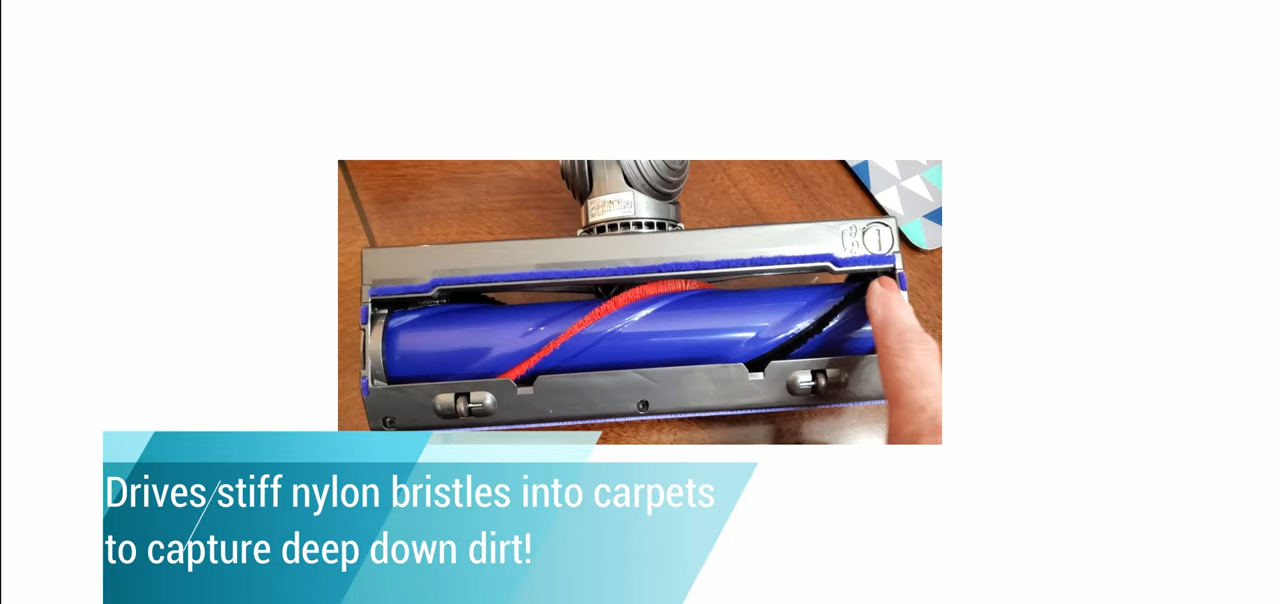 Drives stiff nylon bristles into carpets
to capture deep down dirt!